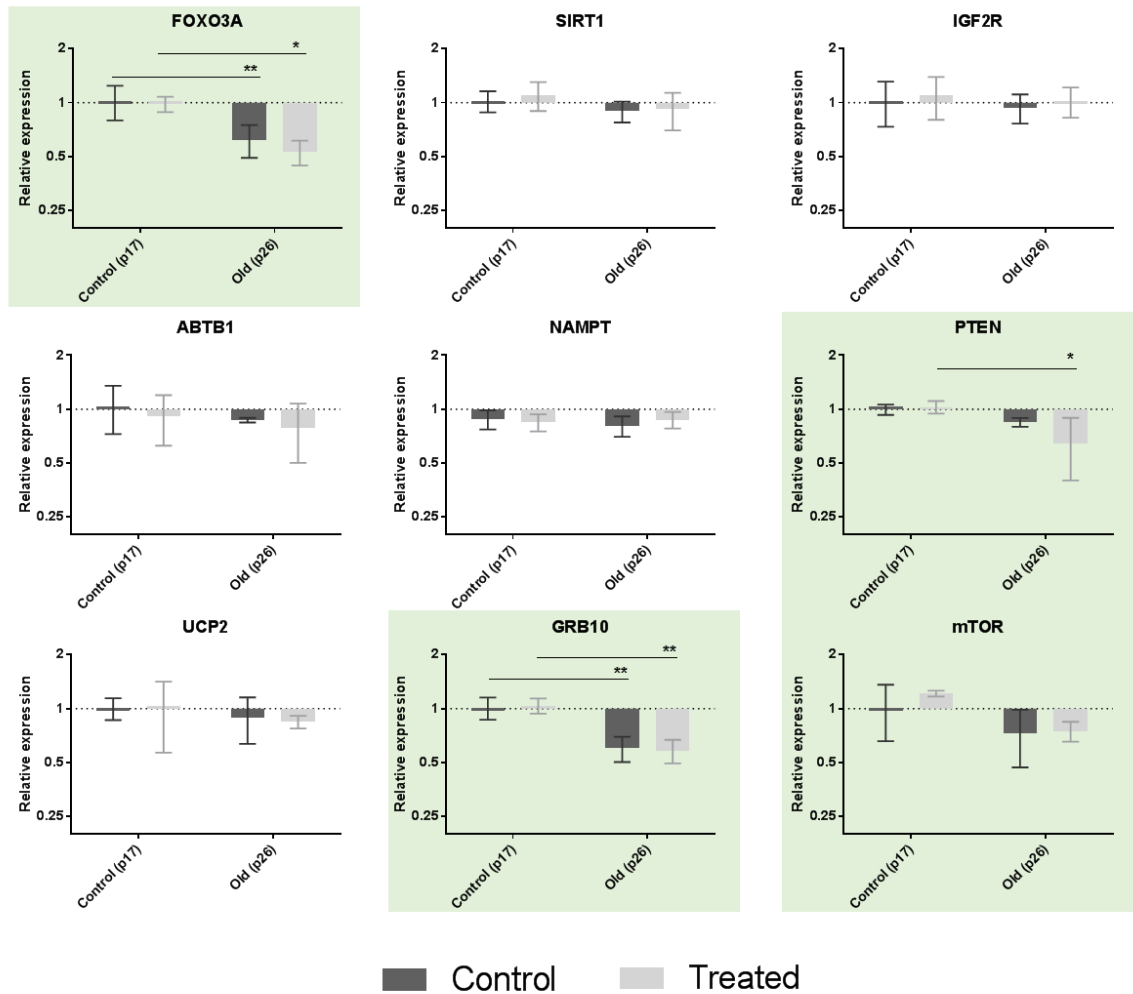 FOXO3A
Relative expression
2
1
0.5
0.25
**
*
Control (p17)
Old (p26)
SIRT1
Relative expression
2
1
0.5
0.25
Control (p17)
Old (p26)
IGF2R
Relative expression
2
1
0.5
0.25
Control (p17)
Old (p26)
ABTB1
Relative expression
2
1
0.5
0.25
Control (p17)
Old (p26)
NAMPT
Relative expression
2
1
0.5
0.25
Control (p17)
Old (p26)
PTEN
Relative expression
2
1
0.5
0.25
*
Control (p17)
Old (p26)
UCP2
Relative expression
2
1
0.5
0.25
Control (p17)
Old (p26)
GRB10
Relative expression
2
1
0.5
0.25
**
**
Control (p17)
Old (p26)
mTOR
Relative expression
2
1
0.5
0.25
Control (p17)
Old (p26)
Control
Treated